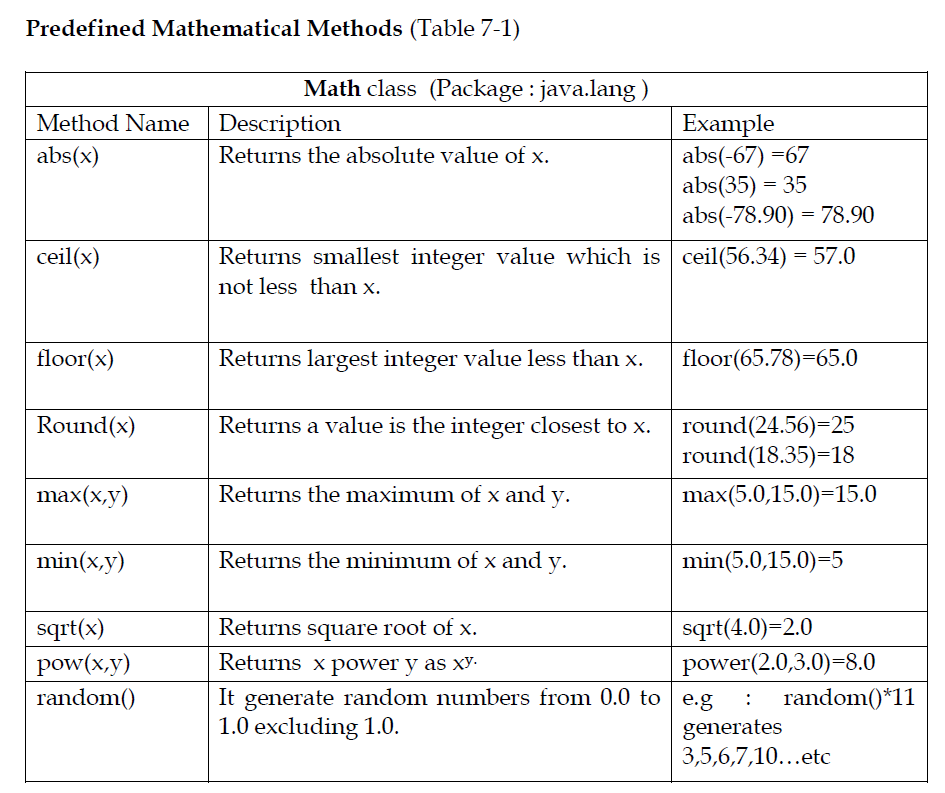 Predefined Mathematical Methods (Table 7-1)
Math class (Package : java.lang )
Method Name Description Example
abs(x) Returns the absolute value of x. abs(-67) =67
abs(35) = 35
abs(-78.90) = 78.90
ceil(x) Returns smallest integer value which is ceil(56.34) = 57.0
not less than x.
floor(x) Returns largest integer value less than x. floor(65.78)=65.0
Round(x) Returns a value is the integer closest to x. round(24.56)=25
round(18.35)=18
max(x,y) Returns the maximum of x and y. max(5.0,15.0)=15.0
min(x,y) Returns the minimum of x and y. min(5.0,15.0)=5
sqrt(x) Returns square root of x. sqrt(4.0)=2.0
pow(x,y) Returns x power y as xʸ. power(2.0,3.0)=8.0
random() It generate random numbers from 0.0 to e.g : random()*11
1.0 excluding 1.0. generates
3,5,6,7,10…etc